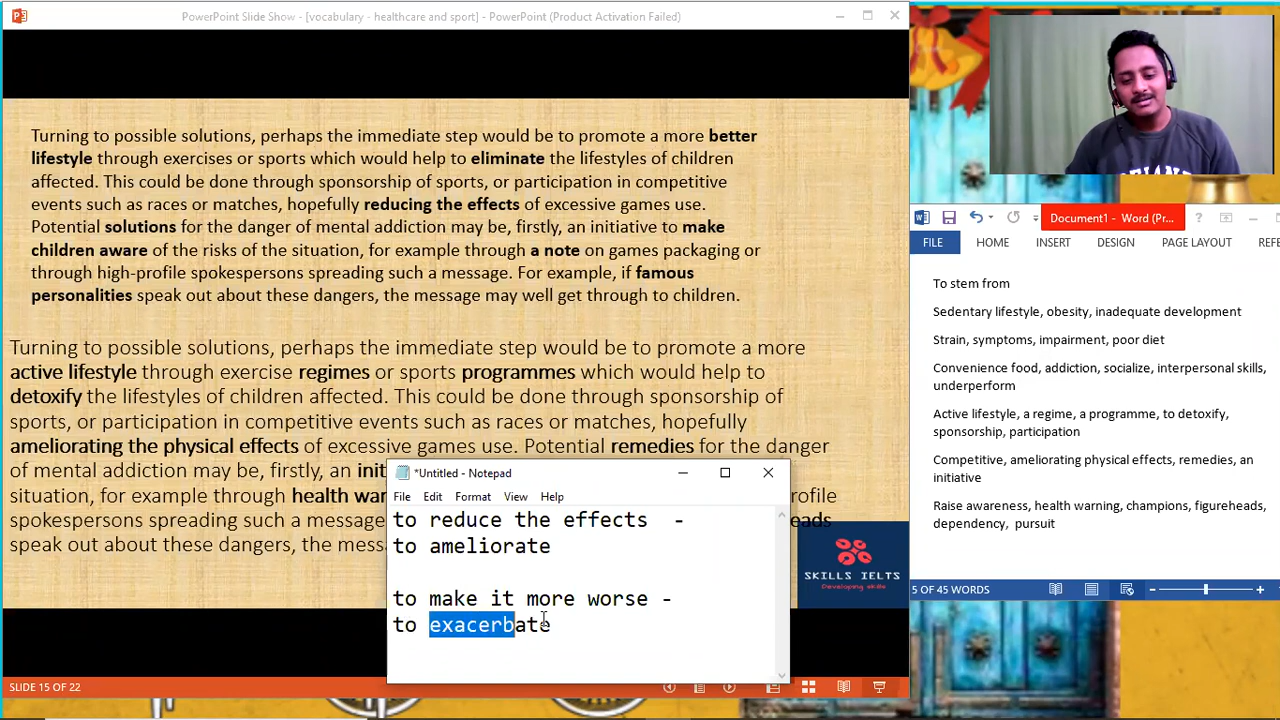 PowerPoint Slide Show - [vocabulary - healthcare and sport] - PowerPoint (Product Activation Failed)
Turning to possible solutions, perhaps the immediate step would be to promote a more better
lifestyle through exercises or sports which would help to eliminate the lifestyles of children
affected. This could be done through sponsorship of sports, or participation in competitive
events such as races or matches, hopefully reducing the effects of excessive games use.
Potential solutions for the danger of mental addiction may be, firstly, an initiative to make
children aware of the risks of the situation, for example through a note on games packaging or
through high-profile spokespersons spreading such a message. For example, if famous
personalities speak out about these dangers, the message may well get through to children.
Turning to possible solutions, perhaps the immediate step would be to promote a more
active lifestyle through exercise regimes or sports programmes which would help to
detoxify the lifestyles of children affected. This could be done through sponsorship of
sports, or participation in competitive events such as races or matches, hopefully
ameliorating the physical effects of excessive games use. Potential remedies for the danger
of mental addiction may be, firstly, an
situation, for example through health
spokespersons spreading such a message
speak out about these dangers, the
SKILLS IELTS
Developing skills
SLIDE 15 OF 22
*Untitled - Notepad
File Edit Format View Help
to reduce the effects -
to ameliorate
to make it more worse -
to exacerbate
Document1 - Word (Pr...
FILE HOME INSERT DESIGN PAGE LAYOUT REFE
To stem from
Sedentary lifestyle, obesity, inadequate development
Strain, symptoms, impairment, poor diet
Convenience food, addiction, socialize, interpersonal skills,
underperform
Active lifestyle, a regime, a programme, to detoxify,
sponsorship, participation
Competitive, ameliorating physical effects, remedies, an
initiative
Raise awareness, health warning, champions, figureheads,
dependency, pursuit
5 OF 45 WORDS